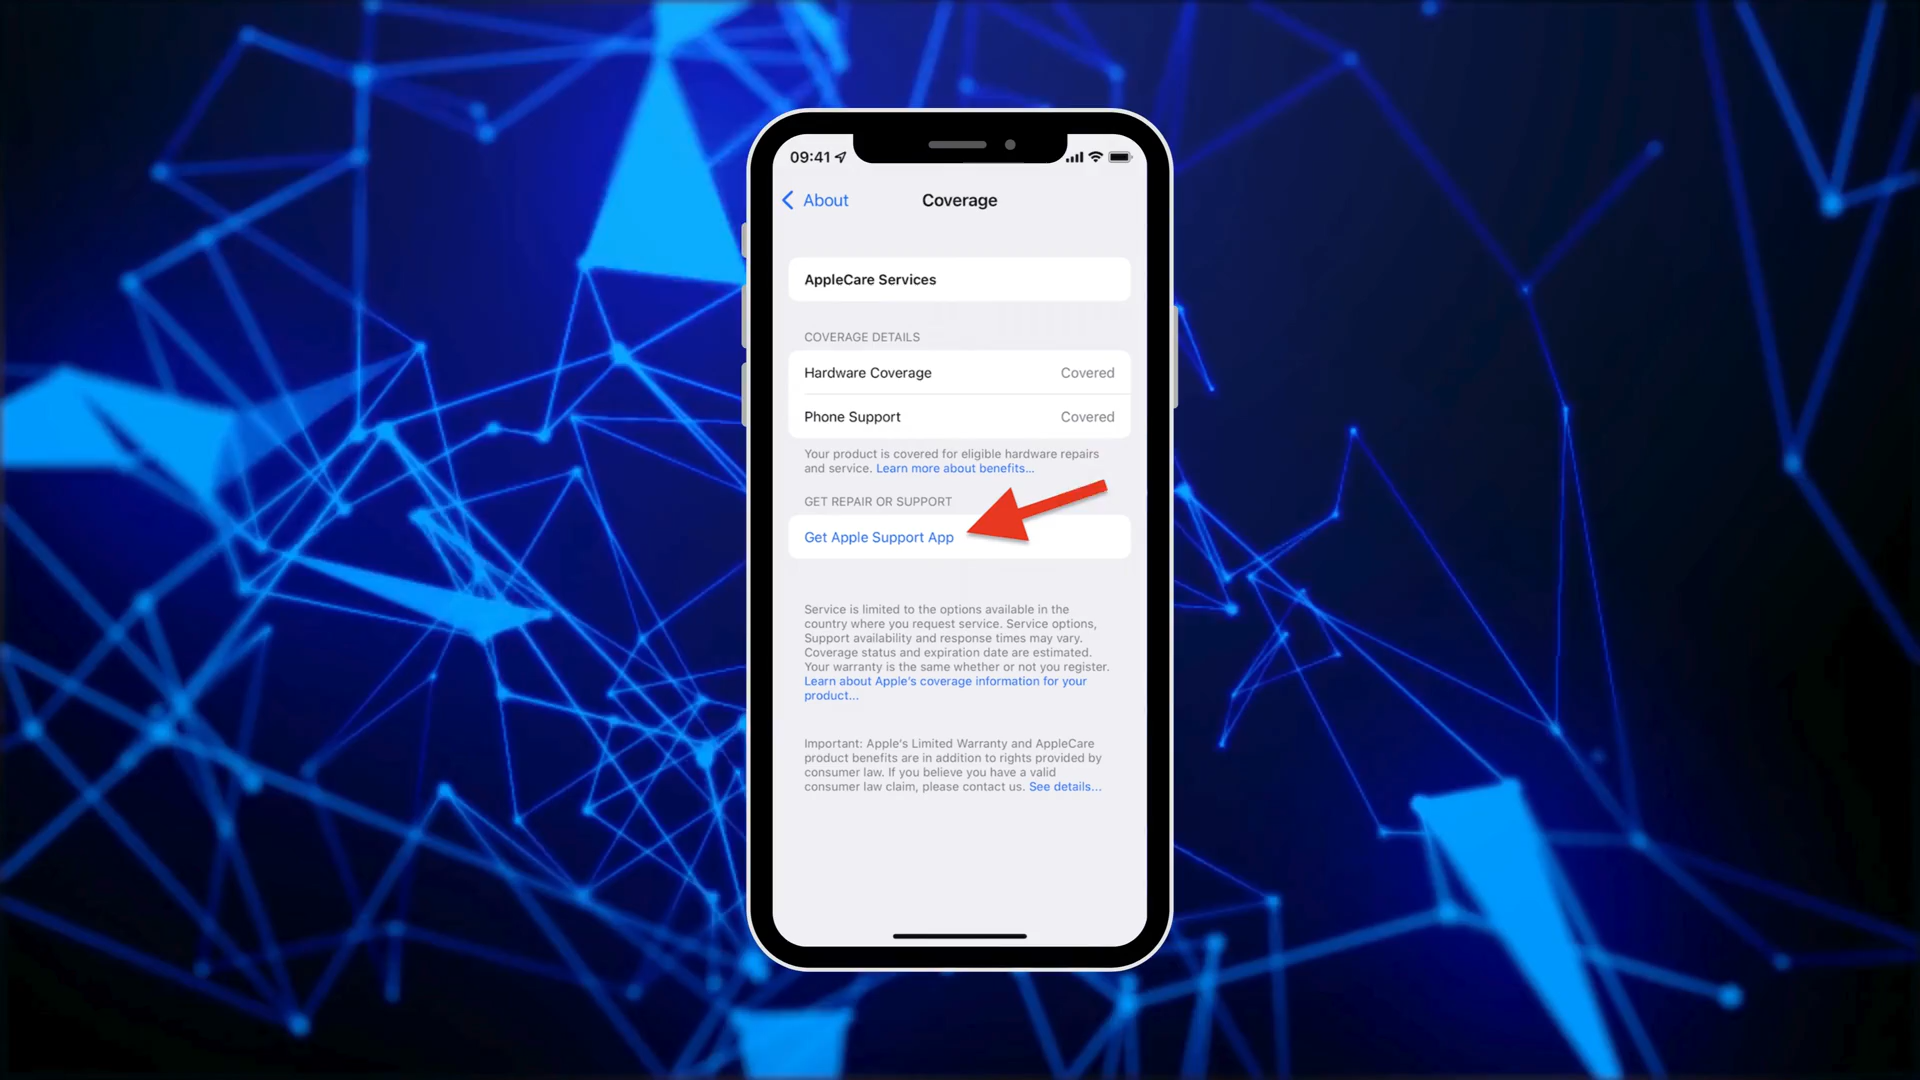 09:41
About
Coverage
AppleCare Services
COVERAGE DETAILS
Hardware Coverage Covered
Phone Support Covered
Your product is covered for eligible hardware repairs
and service. Learn more about benefits...
GET REPAIR OR SUPPORT
Get Apple Support App
Service is limited to the options available in the
country where you request service. Service options,
Support availability and response times may vary.
Coverage status and expiration date are estimated.
Your warranty is the same whether or not you register.
Learn about Apple's coverage information for your
product...
Important: Apple's Limited Warranty and AppleCare
product benefits are in addition to rights provided by
consumer law. If you believe you have a valid
consumer law claim, please contact us. See details...